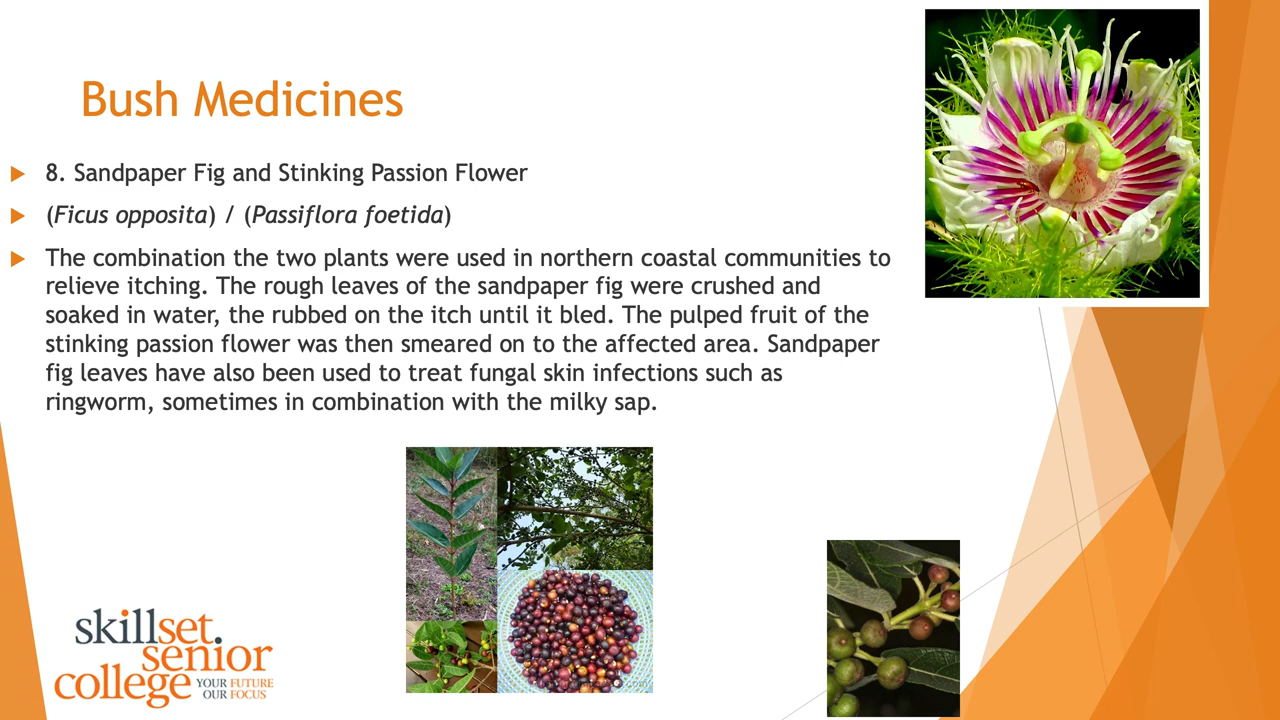 Bush Medicines
8. Sandpaper Fig and Stinking Passion Flower
(Ficus opposita) / (Passiflora foetida)
The combination the two plants were used in northern coastal communities to
relieve itching. The rough leaves of the sandpaper fig were crushed and
soaked in water, the rubbed on the itch until it bled. The pulped fruit of the
stinking passion flower was then smeared on to the affected area. Sandpaper
fig leaves have also been used to treat fungal skin infections such as
ringworm, sometimes in combination with the milky sap.
skillset.
senior
college
YOUR FUTURE
OUR FOCUS